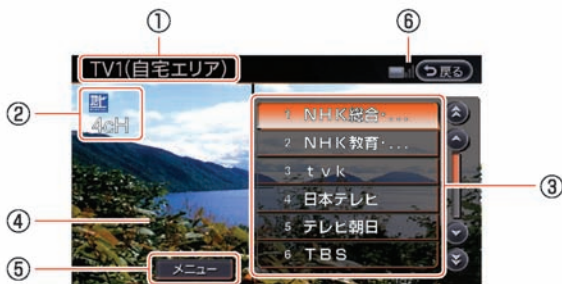 ①
⑥
TV1(自宅エリア)
戻る
②
地
4cH
1 NHK総合・...
2 NHK教育・...
3 tvk
③
4 日本テレビ
④
5 テレビ朝日
⑤
メニュー
6 TBS